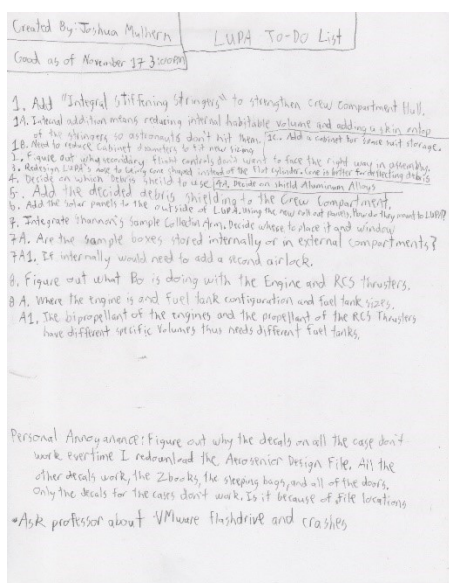 Created By: Joshua Mulhern
LUPA TO-DO List
Good as of November 17 3:00pm
1. Add "Integral Stiffening Stringers" to strengthen Crew Compartment Hull.
1A. Internal addition means reducing internal habitable volume and adding a skin on top
of the stringers so astronauts don't hit them. 1C. Add a cabinet for space suit storage.
1B. Need to reduce Cabinet diameters to fit new sizing
2. Figure out why secondary flight controls don't want to face the right way in assembly.
3. Redesign LUPA's nose to being cone shaped instead of the flat cylinder. Cone is better for deflecting debris
4. Decide which Debris sheild to use 4A. Decide on shield Aluminum Alloys
5. Add the decided debris shielding to the Crew Compartment.
6. Add the solar panels to the outside of LUPA. Using the new roll out panels. How do they mount to LUPA?
7. Integrate Shannon's Sample Collection Arm. Decide where to place it and window
7A. Are the sample boxes stored internally or in external compartments?
7A1. If internally would need to add a second airlock.
8. Figure out what Bo is doing with the Engine and RCS thrusters.
8A. Where the engine is and fuel tank configuration and fuel tank sizes.
A1. The bipropellant of the engines and the propellant of the RCS Thrusters
have different specific volumes thus needs different fuel tanks.
Personal Annoyanance: Figure out why the decals on all the case don't
work evertime I redownload the Aerosenior Design File. All the
other decals work, the Zbooks, the sleeping bags, and all of the doors.
Only the decals for the cases don't work. Is it because of file locations
•Ask professor about VMware flashdrive and crashes